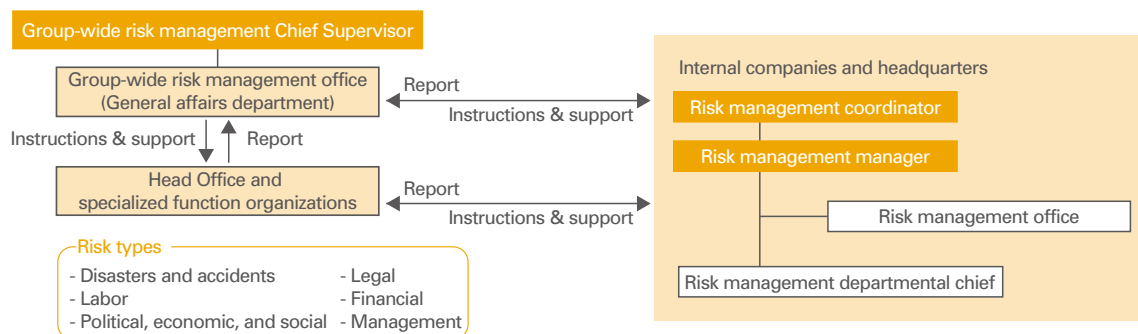 Group-wide risk management Chief Supervisor
Group-wide risk management office
(General affairs department)
Instructions & support
Report
Head Office and
specialized function organizations
Report
Instructions & support
Report
Instructions & support
Internal companies and headquarters
Risk management coordinator
Risk management manager
Risk management office
Risk management departmental chief
Risk types
- Disasters and accidents
- Labor
- Political, economic, and social
- Legal
- Financial
- Management